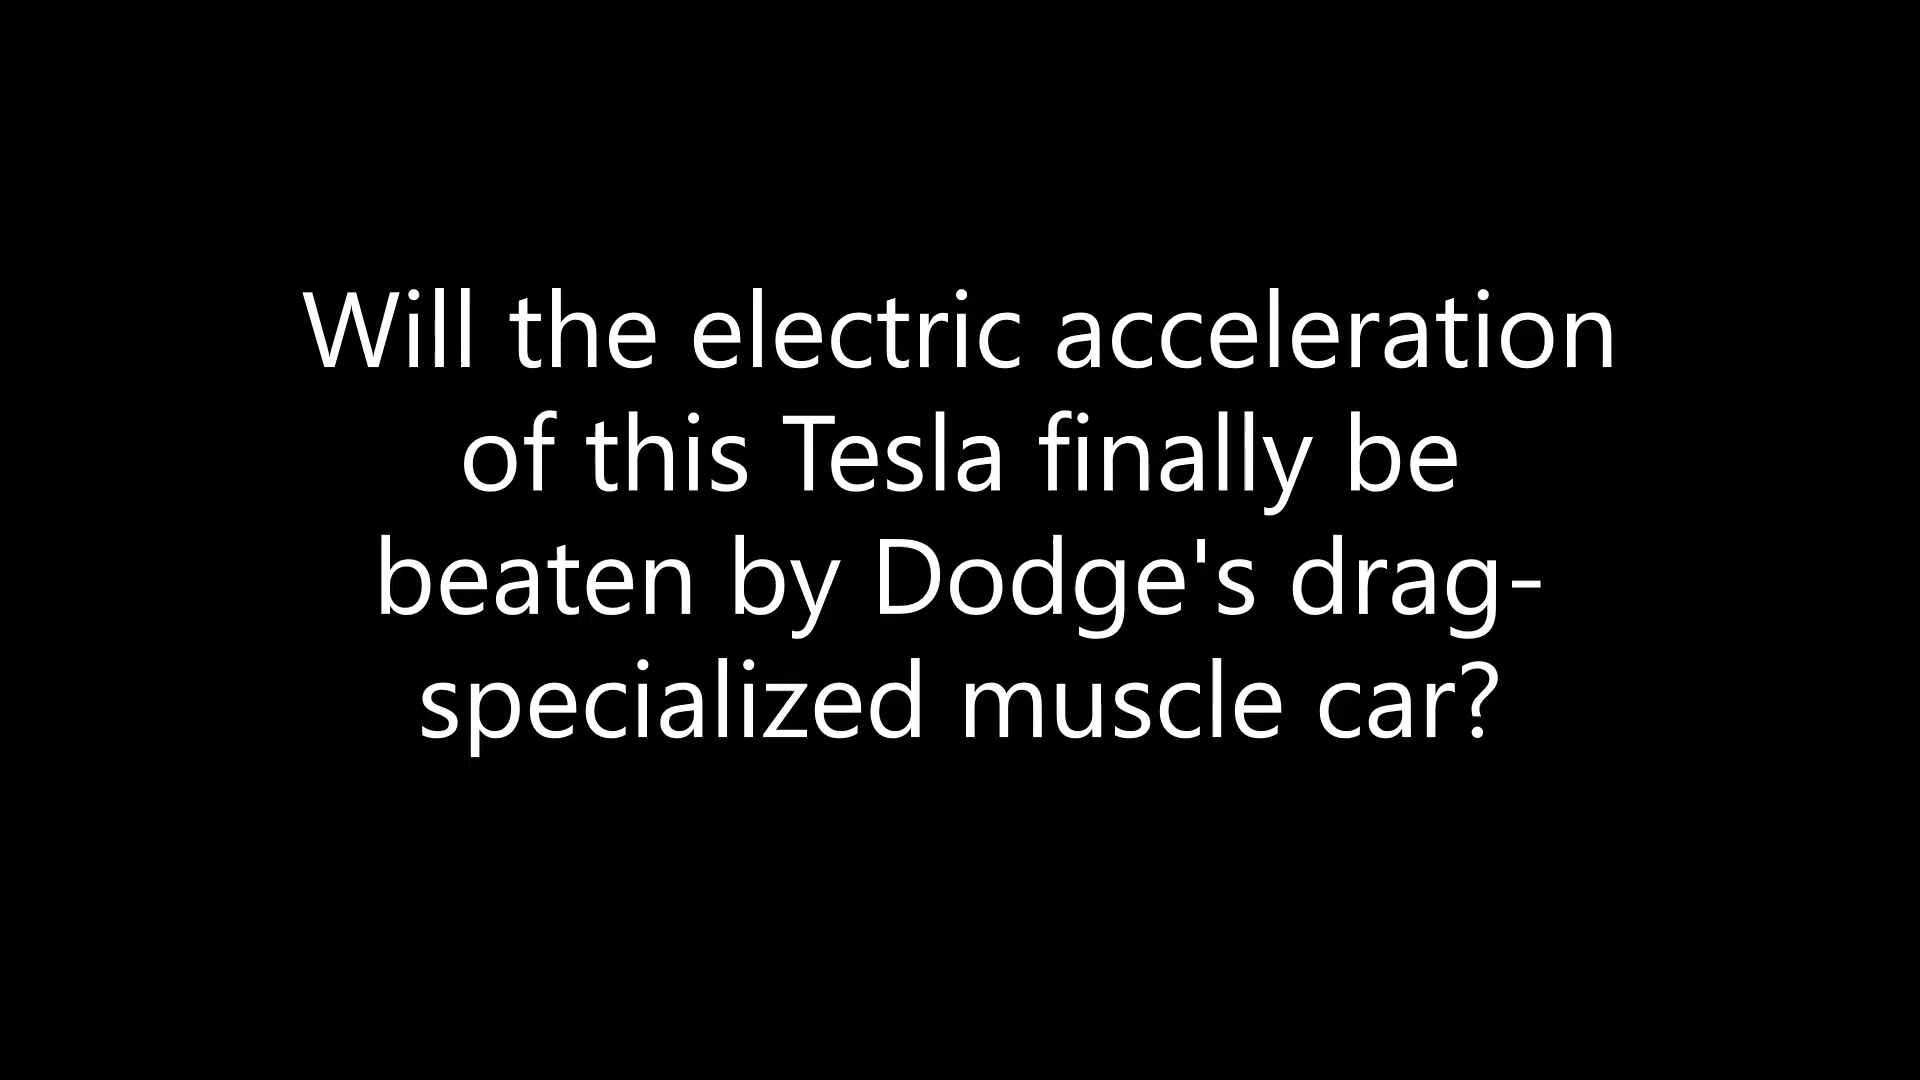 Will the electric acceleration
of this Tesla finally be
beaten by Dodge's drag-
specialized muscle car?